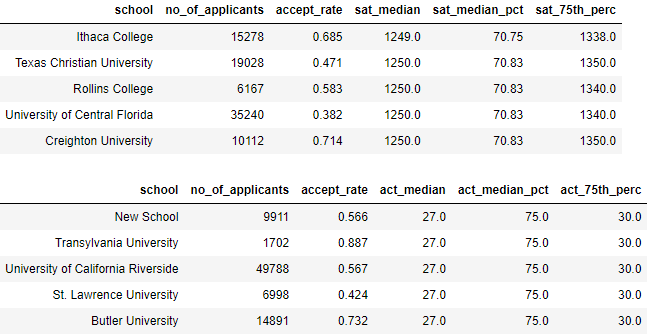 school no_of_applicants accept_rate sat_median sat_median_pct sat_75th_perc
Ithaca College 15278 0.685 1249.0 70.75 1338.0
Texas Christian University 19028 0.471 1250.0 70.83 1350.0
Rollins College 6167 0.583 1250.0 70.83 1340.0
University of Central Florida 35240 0.382 1250.0 70.83 1340.0
Creighton University 10112 0.714 1250.0 70.83 1350.0
school no_of_applicants accept_rate act_median act_median_pct act_75th_perc
New School 9911 0.566 27.0 75.0 30.0
Transylvania University 1702 0.887 27.0 75.0 30.0
University of California Riverside 49788 0.567 27.0 75.0 30.0
St. Lawrence University 6998 0.424 27.0 75.0 30.0
Butler University 14891 0.732 27.0 75.0 30.0